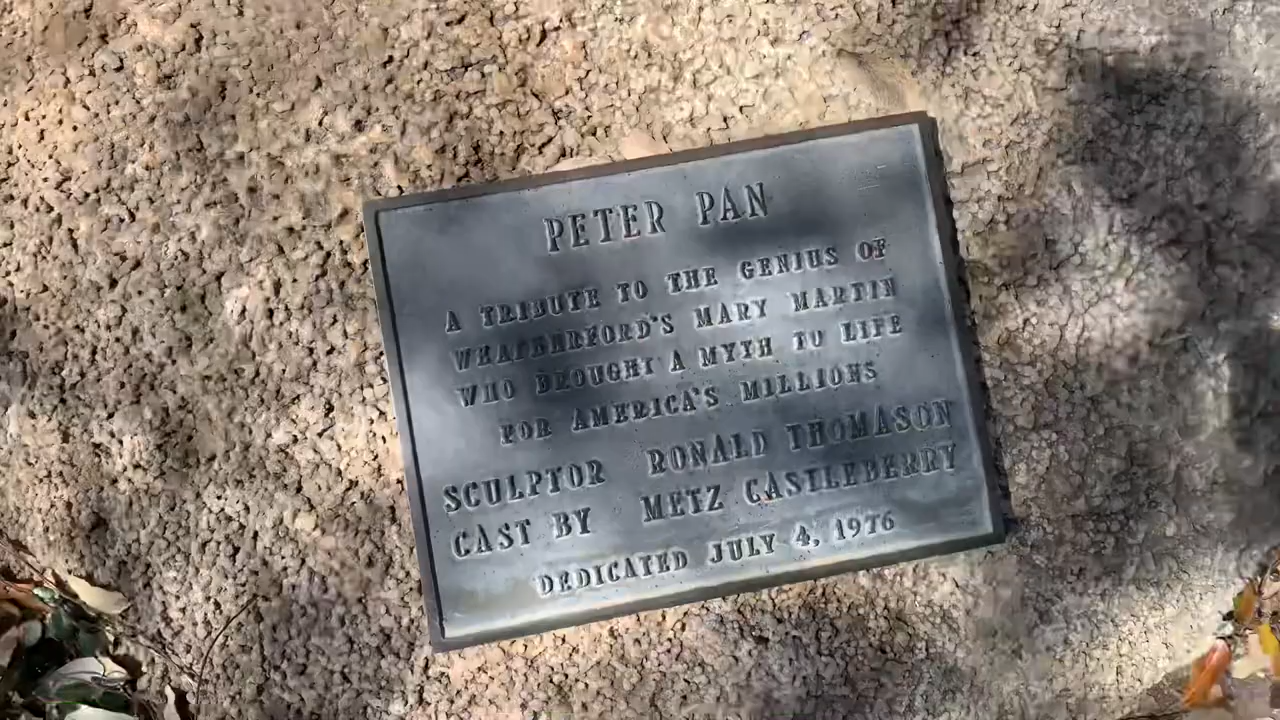 PETER PAN
A TRIBUTE TO THE GENIUS OF
WEATHERFORD'S MARY MARTIN
WHO BROUGHT A MYTH TO LIFE
FOR AMERICA'S MILLIONS
SCULPTOR RONALD THOMASON
CAST BY METZ CASTLEBERRY
DEDICATED JULY 4, 1976